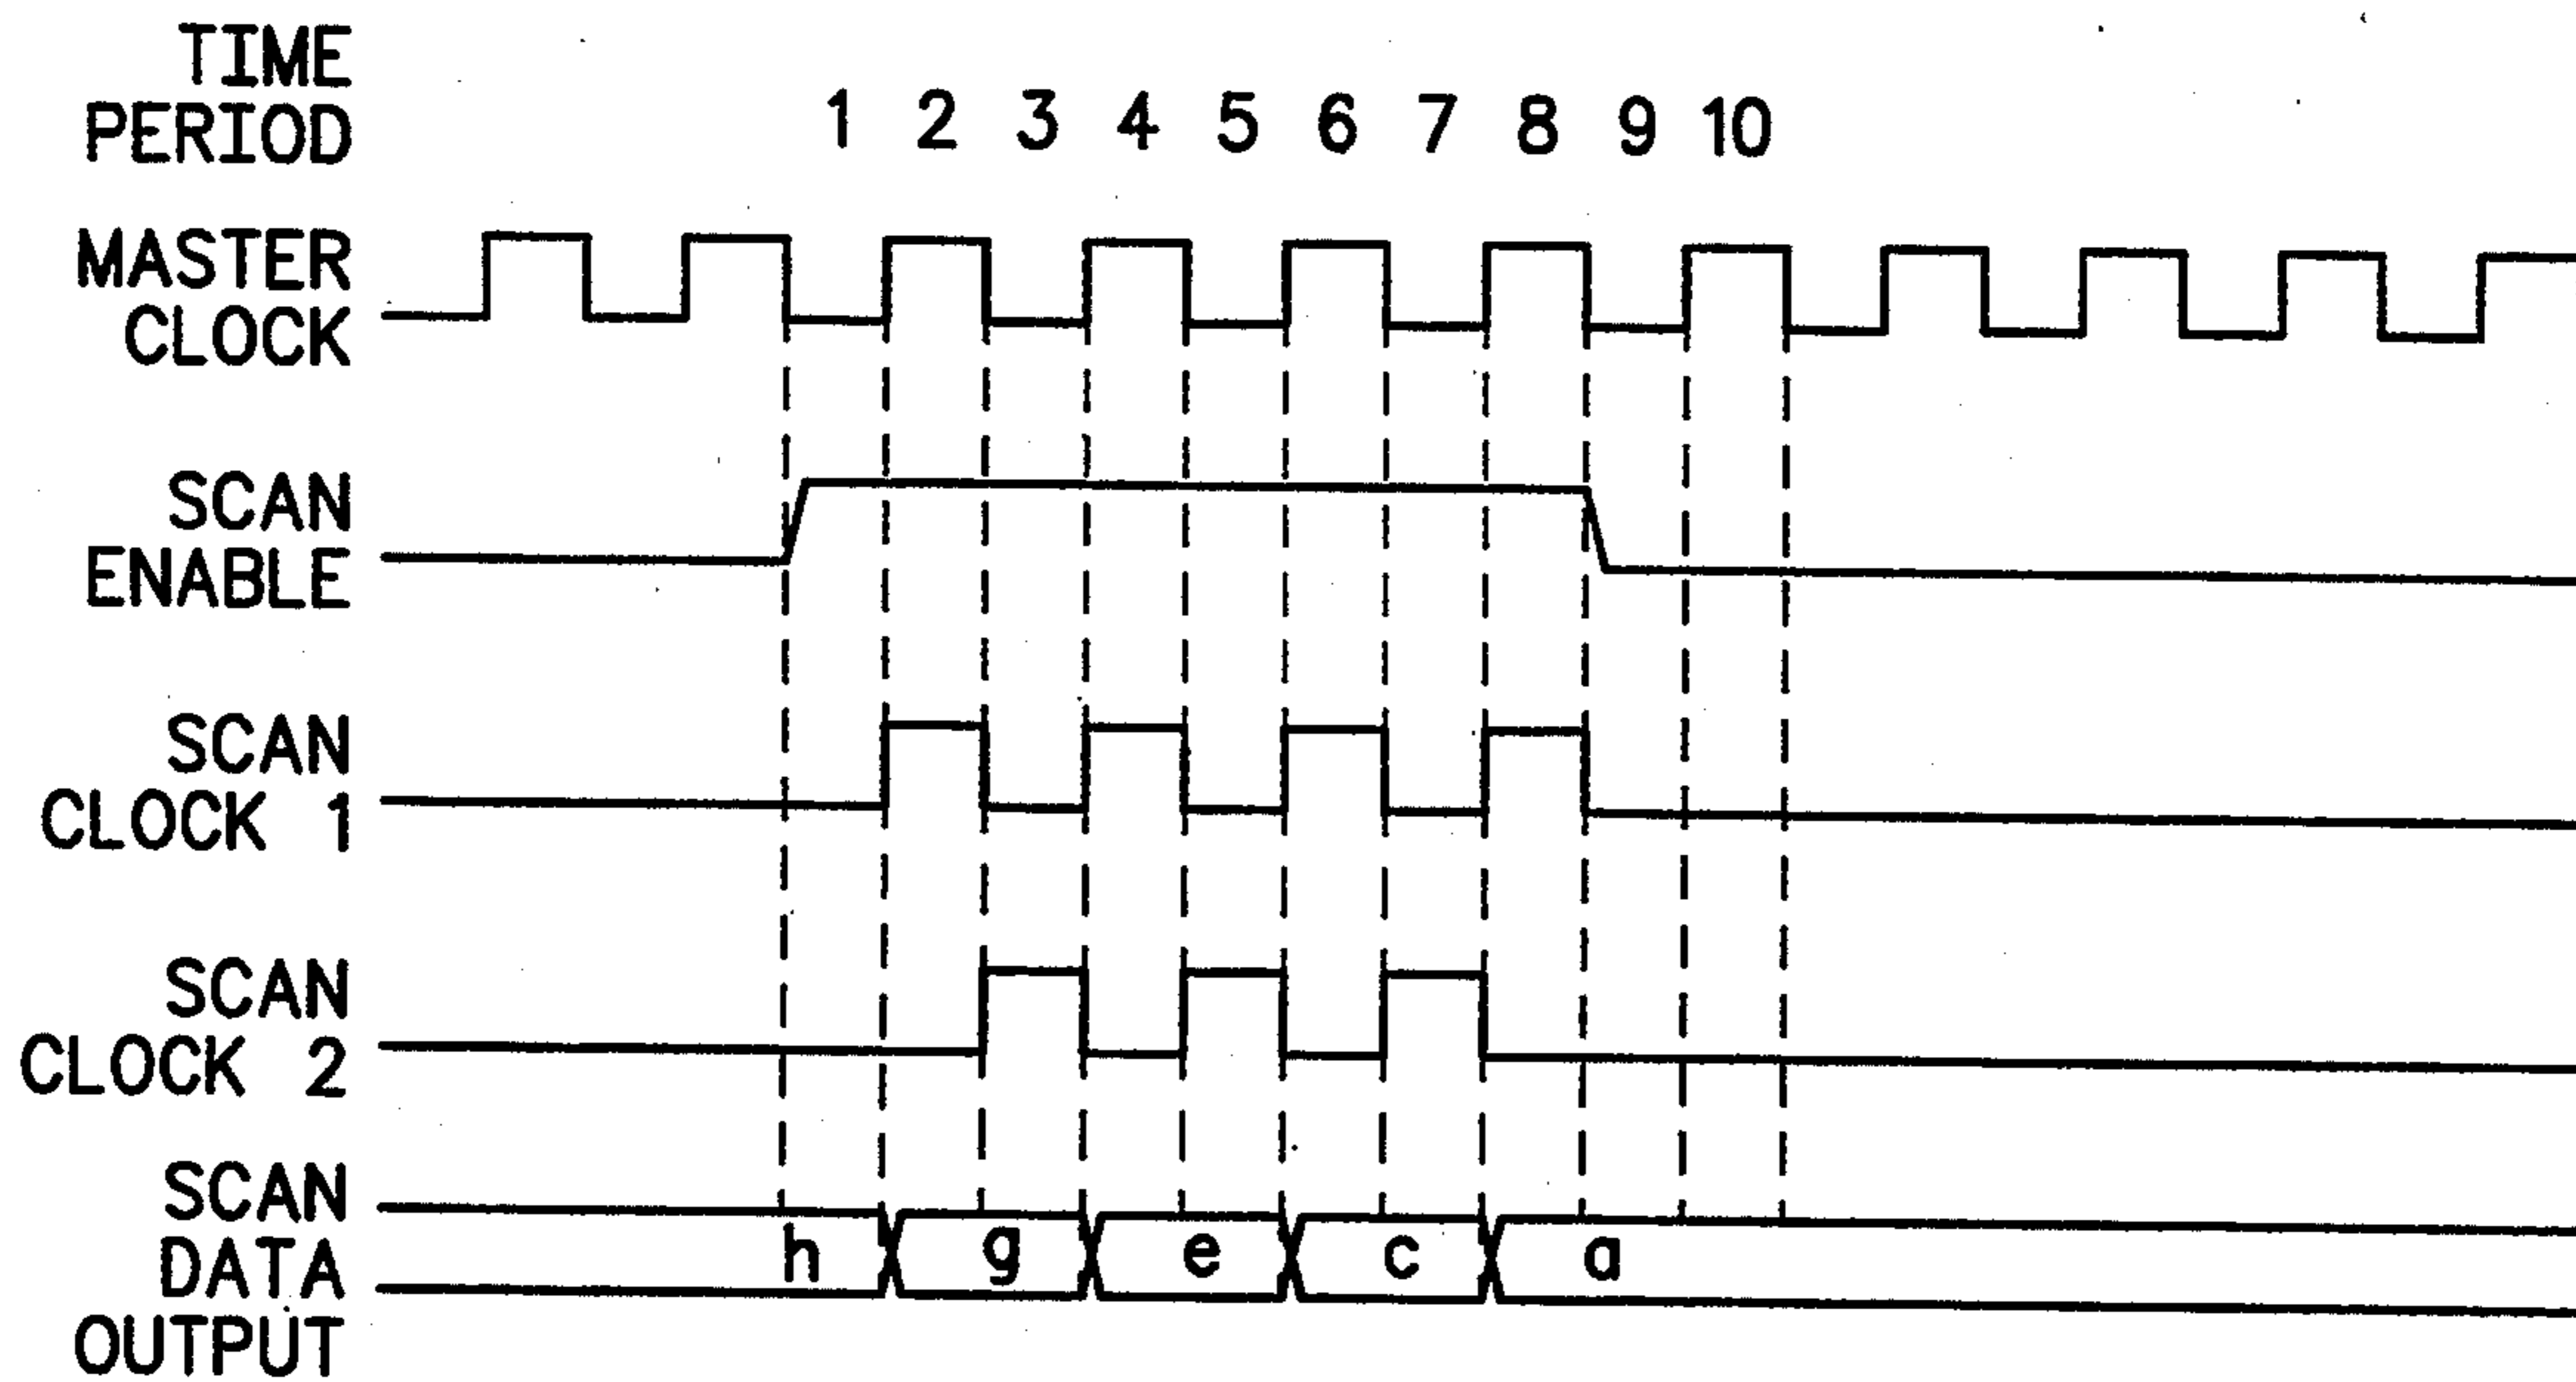 TIME
PERIOD
1 2 3 4 5 6 7 8 9 10
MASTER
CLOCK
SCAN
ENABLE
SCAN
CLOCK 1
SCAN
CLOCK 2
SCAN
DATA
OUTPUT
h g e c a